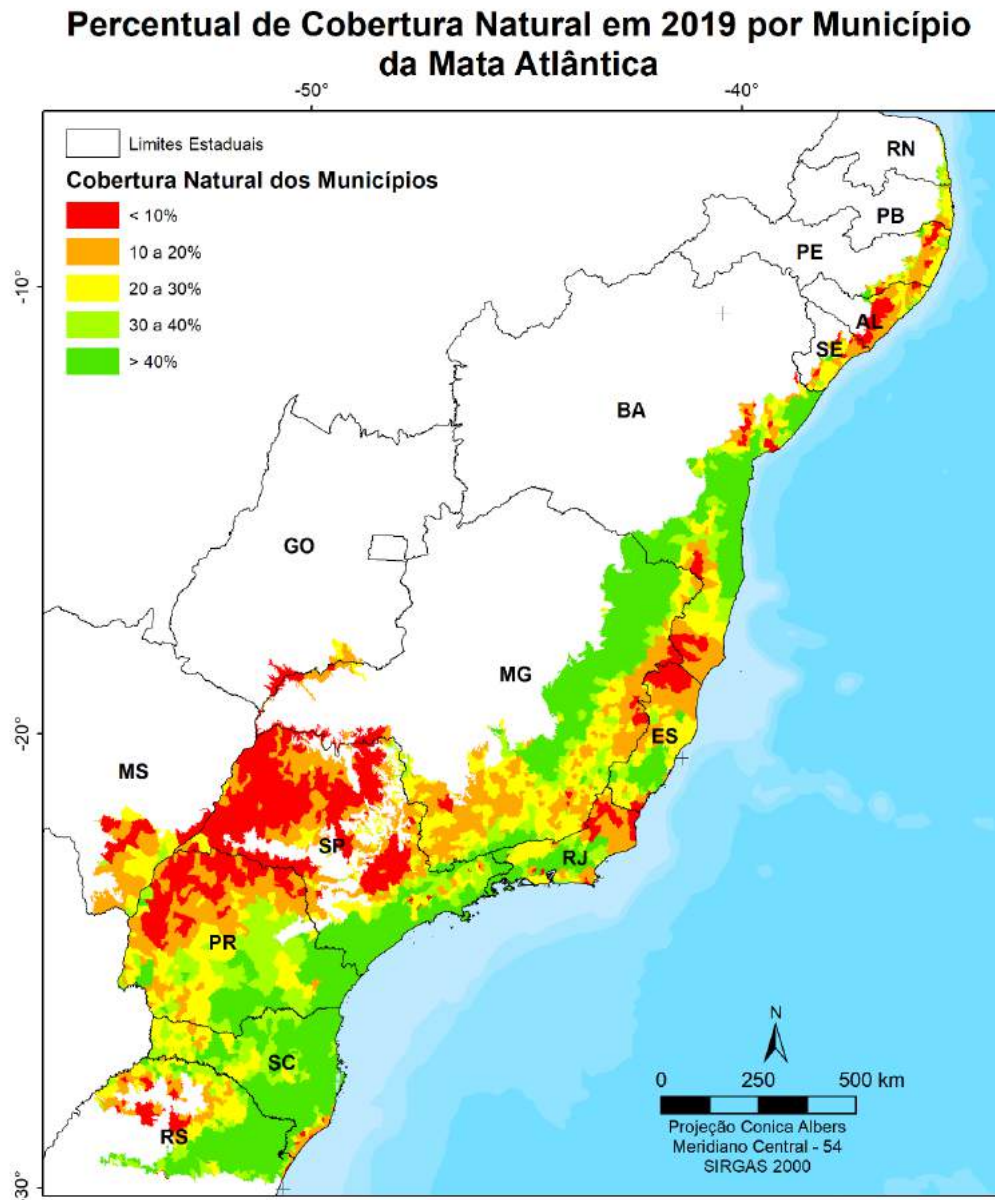 Percentual de Cobertura Natural em 2019 por Município
da Mata Atlântica
-50°
-40°
Limites Estaduais
Cobertura Natural dos Municípios
< 10%
10 a 20%
20 a 30%
30 a 40%
> 40%
RN
PB
PE
-10°
AL
SE
BA
GO
MG
-20°
ES
MS
SP
RJ
PR
SC
RS
N
0 250 500 km
Projeção Conica Albers
Meridiano Central - 54
SIRGAS 2000
-30°